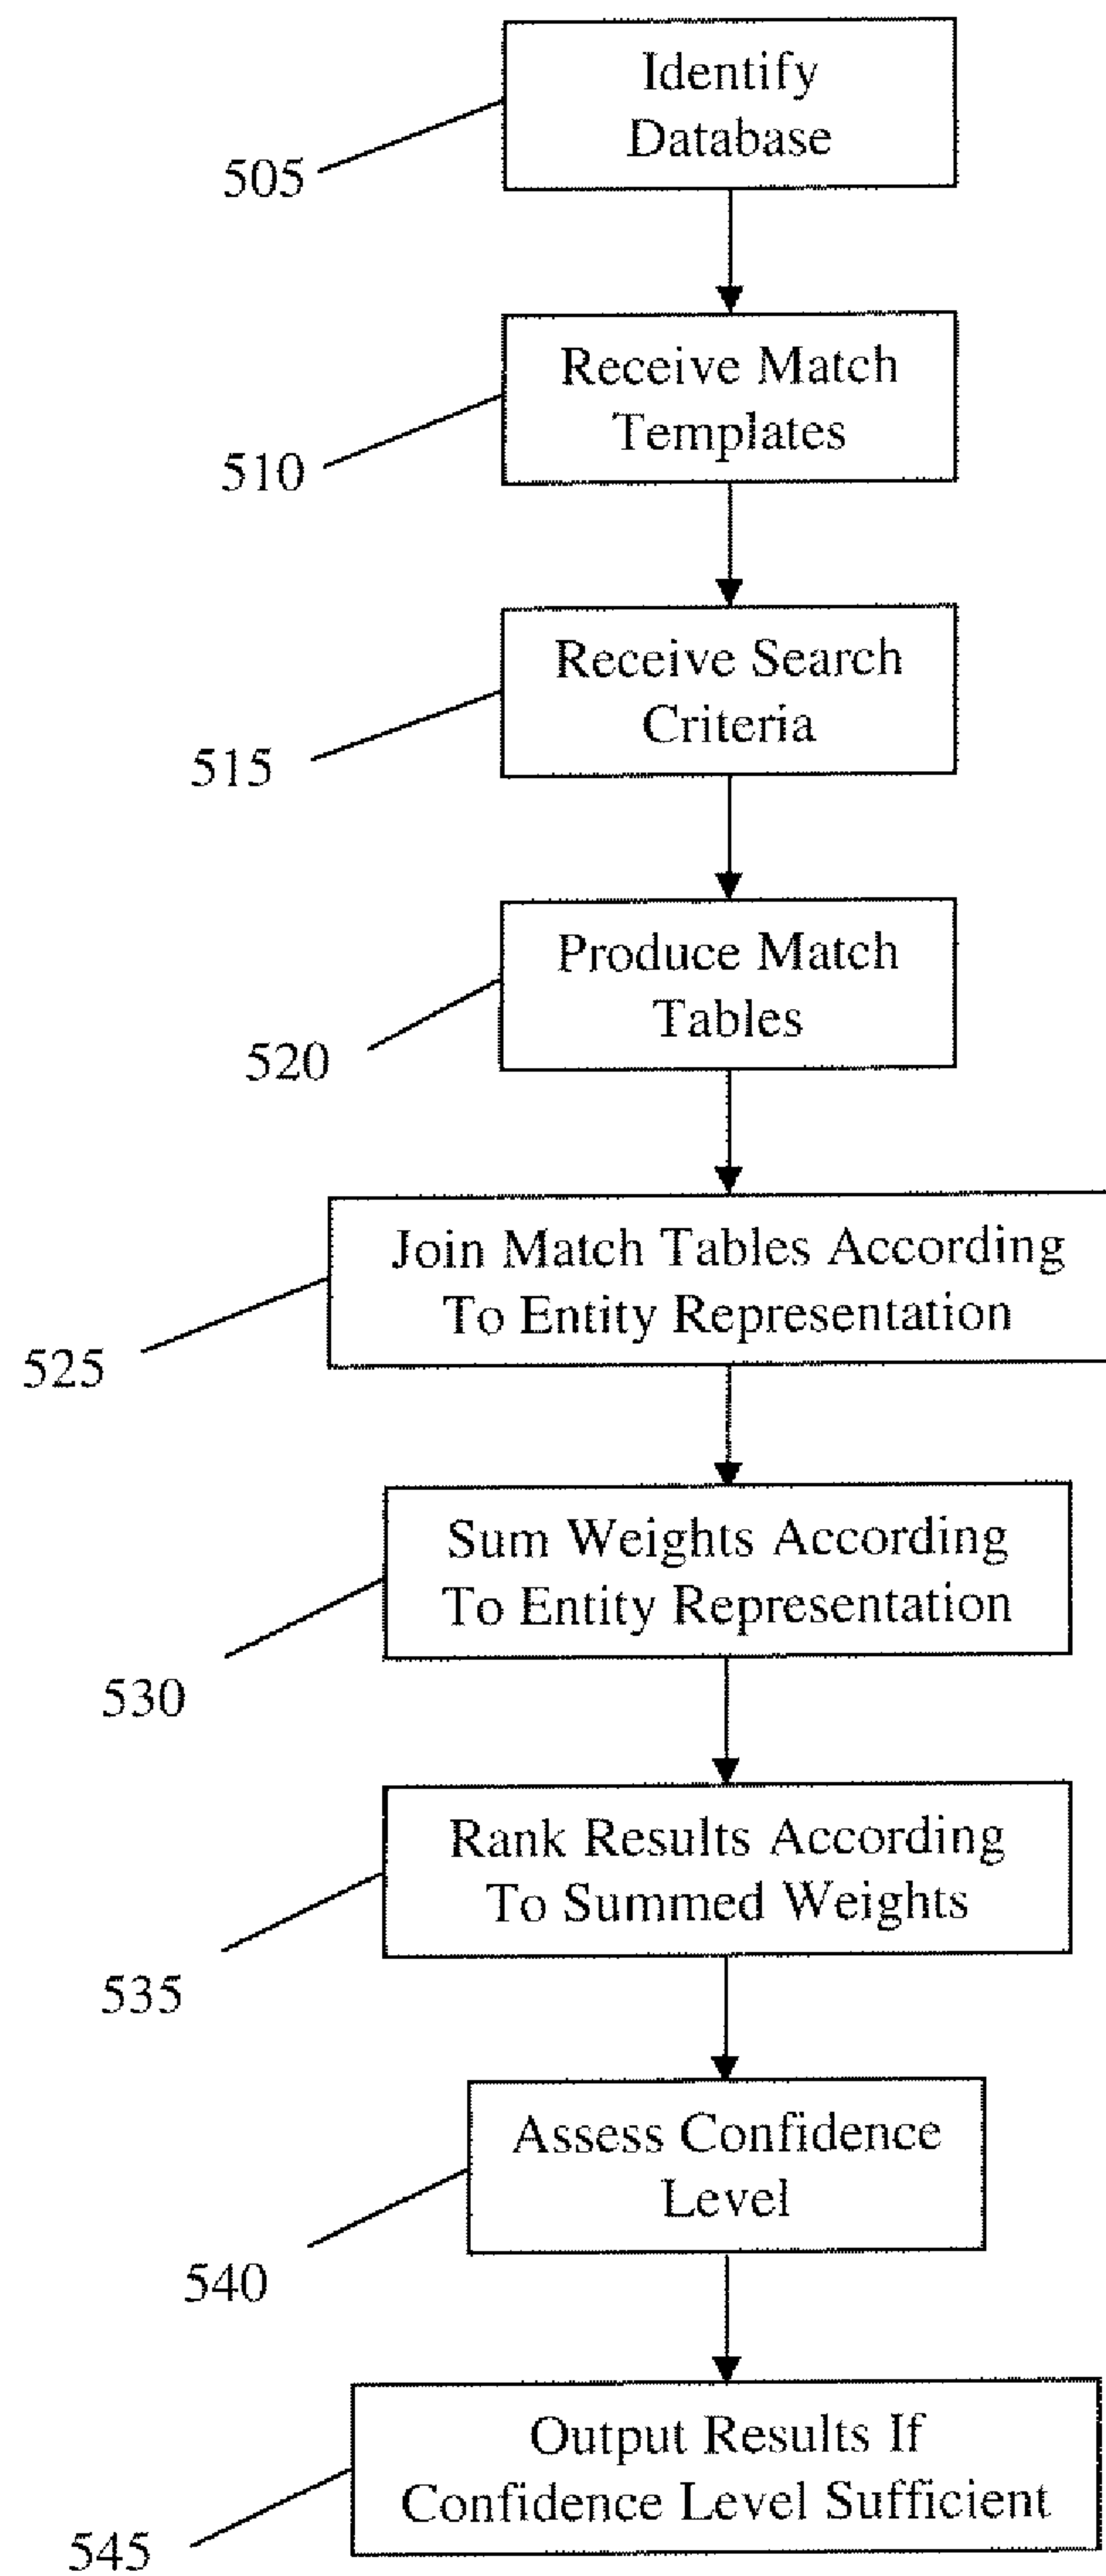 Identify
Database
505
Receive Match
Templates
510
Receive Search
Criteria
515
Produce Match
Tables
520
Join Match Tables According
To Entity Representation
525
Sum Weights According
To Entity Representation
530
Rank Results According
To Summed Weights
535
Assess Confidence
Level
540
Output Results If
Confidence Level Sufficient
545